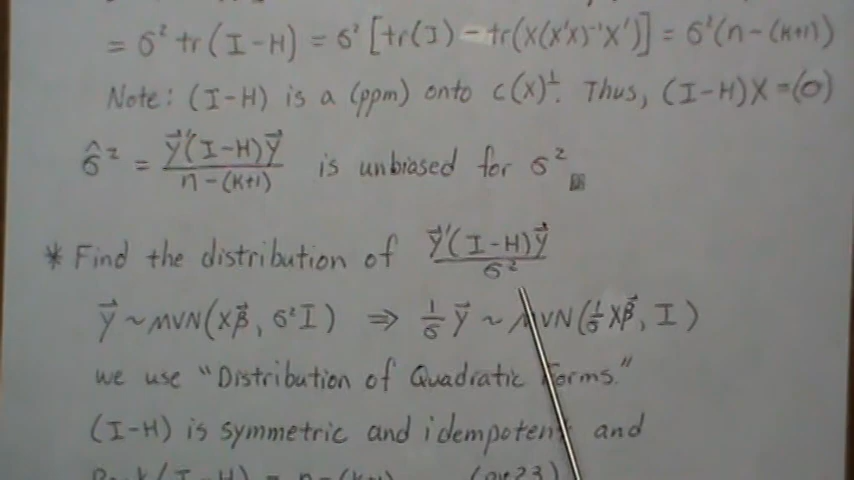 = σ² tr(I-H) = σ² [tr(I) - tr(X(X'X)⁻¹X')] = σ²(n-(k+1))
Note: (I-H) is a (ppm) onto C(X)⊥. Thus, (I-H)X = (0)
σ̂² = y⃗'(I-H)y⃗ / n-(k+1) is unbiased for σ²
* Find the distribution of y⃗'(I-H)y⃗ / σ²
y⃗ ~ MVN(Xβ⃗, σ²I) ⇒ 1/σ y⃗ ~ MVN(1/σ Xβ⃗, I)
we use "Distribution of Quadratic Forms."
(I-H) is symmetric and idempotent and
Rank(I-H) = n-(k+1)